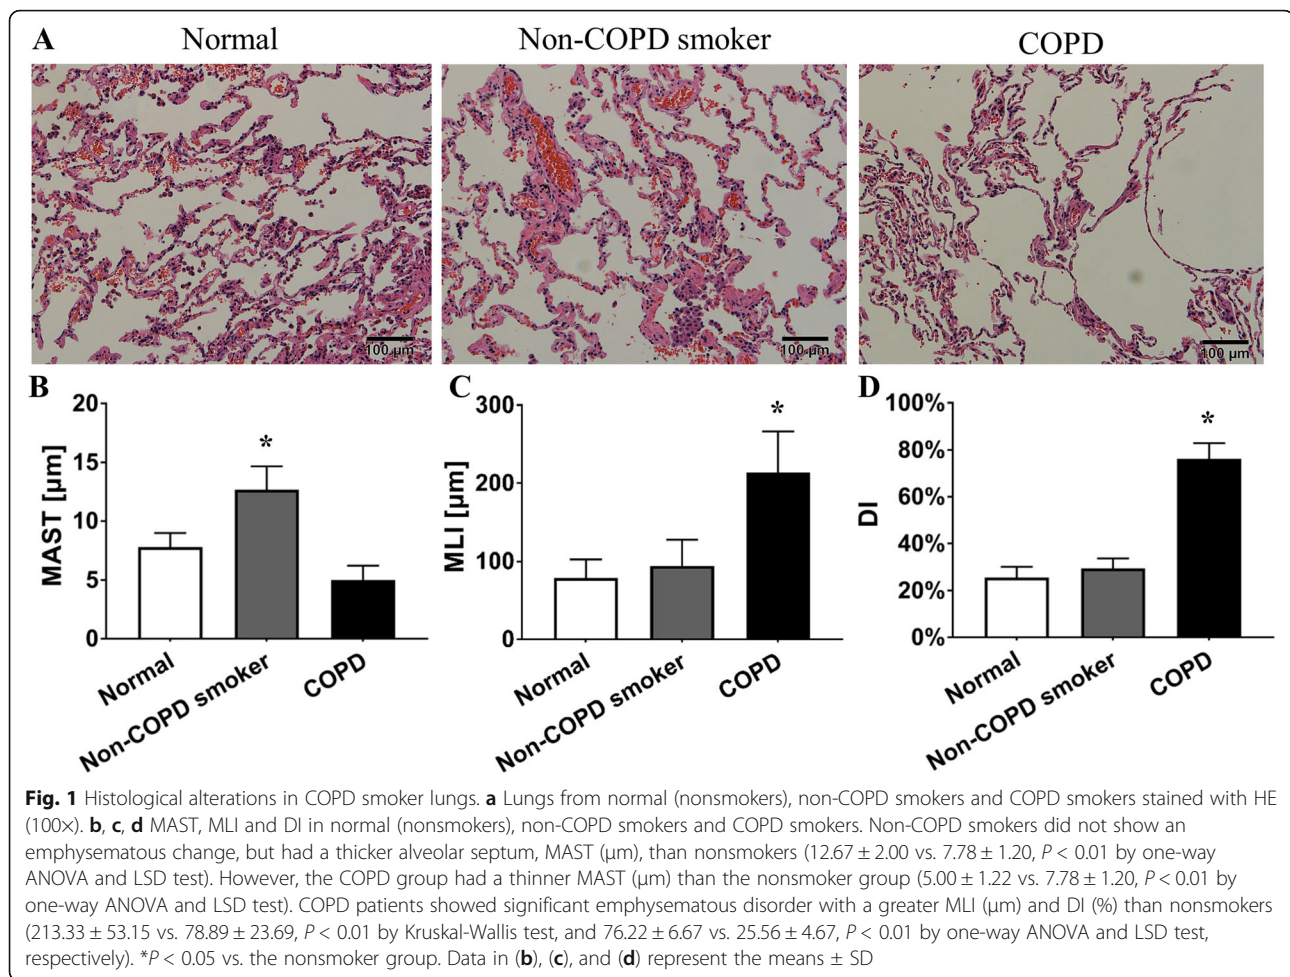 A
Normal
Non-COPD smoker
COPD
100 µm
100 µm
100 µm
B
MAST [µm]
20
15
10
5
0
Normal
Non-COPD smoker
COPD
*
C
MLI [µm]
300
200
100
0
Normal
Non-COPD smoker
COPD
*
D
DI
100%
80%
60%
40%
20%
0%
Normal
Non-COPD smoker
COPD
*
Fig. 1 Histological alterations in COPD smoker lungs. a Lungs from normal (nonsmokers), non-COPD smokers and COPD smokers stained with HE
(100×). b, c, d MAST, MLI and DI in normal (nonsmokers), non-COPD smokers and COPD smokers. Non-COPD smokers did not show an
emphysematous change, but had a thicker alveolar septum, MAST (µm), than nonsmokers (12.67 ± 2.00 vs. 7.78 ± 1.20, P < 0.01 by one-way
ANOVA and LSD test). However, the COPD group had a thinner MAST (µm) than the nonsmoker group (5.00 ± 1.22 vs. 7.78 ± 1.20, P < 0.01 by
one-way ANOVA and LSD test). COPD patients showed significant emphysematous disorder with a greater MLI (µm) and DI (%) than nonsmokers
(213.33 ± 53.15 vs. 78.89 ± 23.69, P < 0.01 by Kruskal-Wallis test, and 76.22 ± 6.67 vs. 25.56 ± 4.67, P < 0.01 by one-way ANOVA and LSD test,
respectively). *P < 0.05 vs. the nonsmoker group. Data in (b), (c), and (d) represent the means ± SD